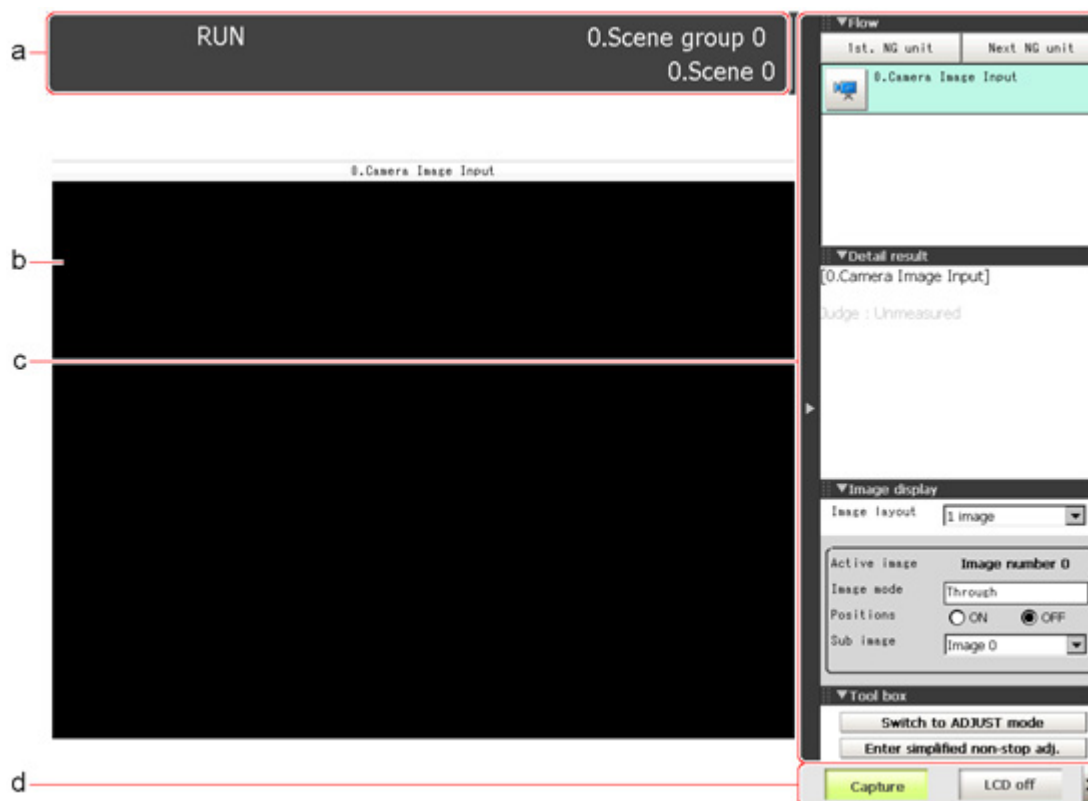 a
RUN
0.Scene group 0
0.Scene 0
b
0.Camera Image Input
c
d
▼Flow
1st. NG unit
Next NG unit
0.Camera Image Input
▼Detail result
[0.Camera Image Input]
Judge : Unmeasured
▼Image display
Image layout
1 image
Active image
Image number 0
Image mode
Through
Positions
ON
OFF
Sub image
Image 0
▼Tool box
Switch to ADJUST mode
Enter simplified non-stop adj.
Capture
LCD off